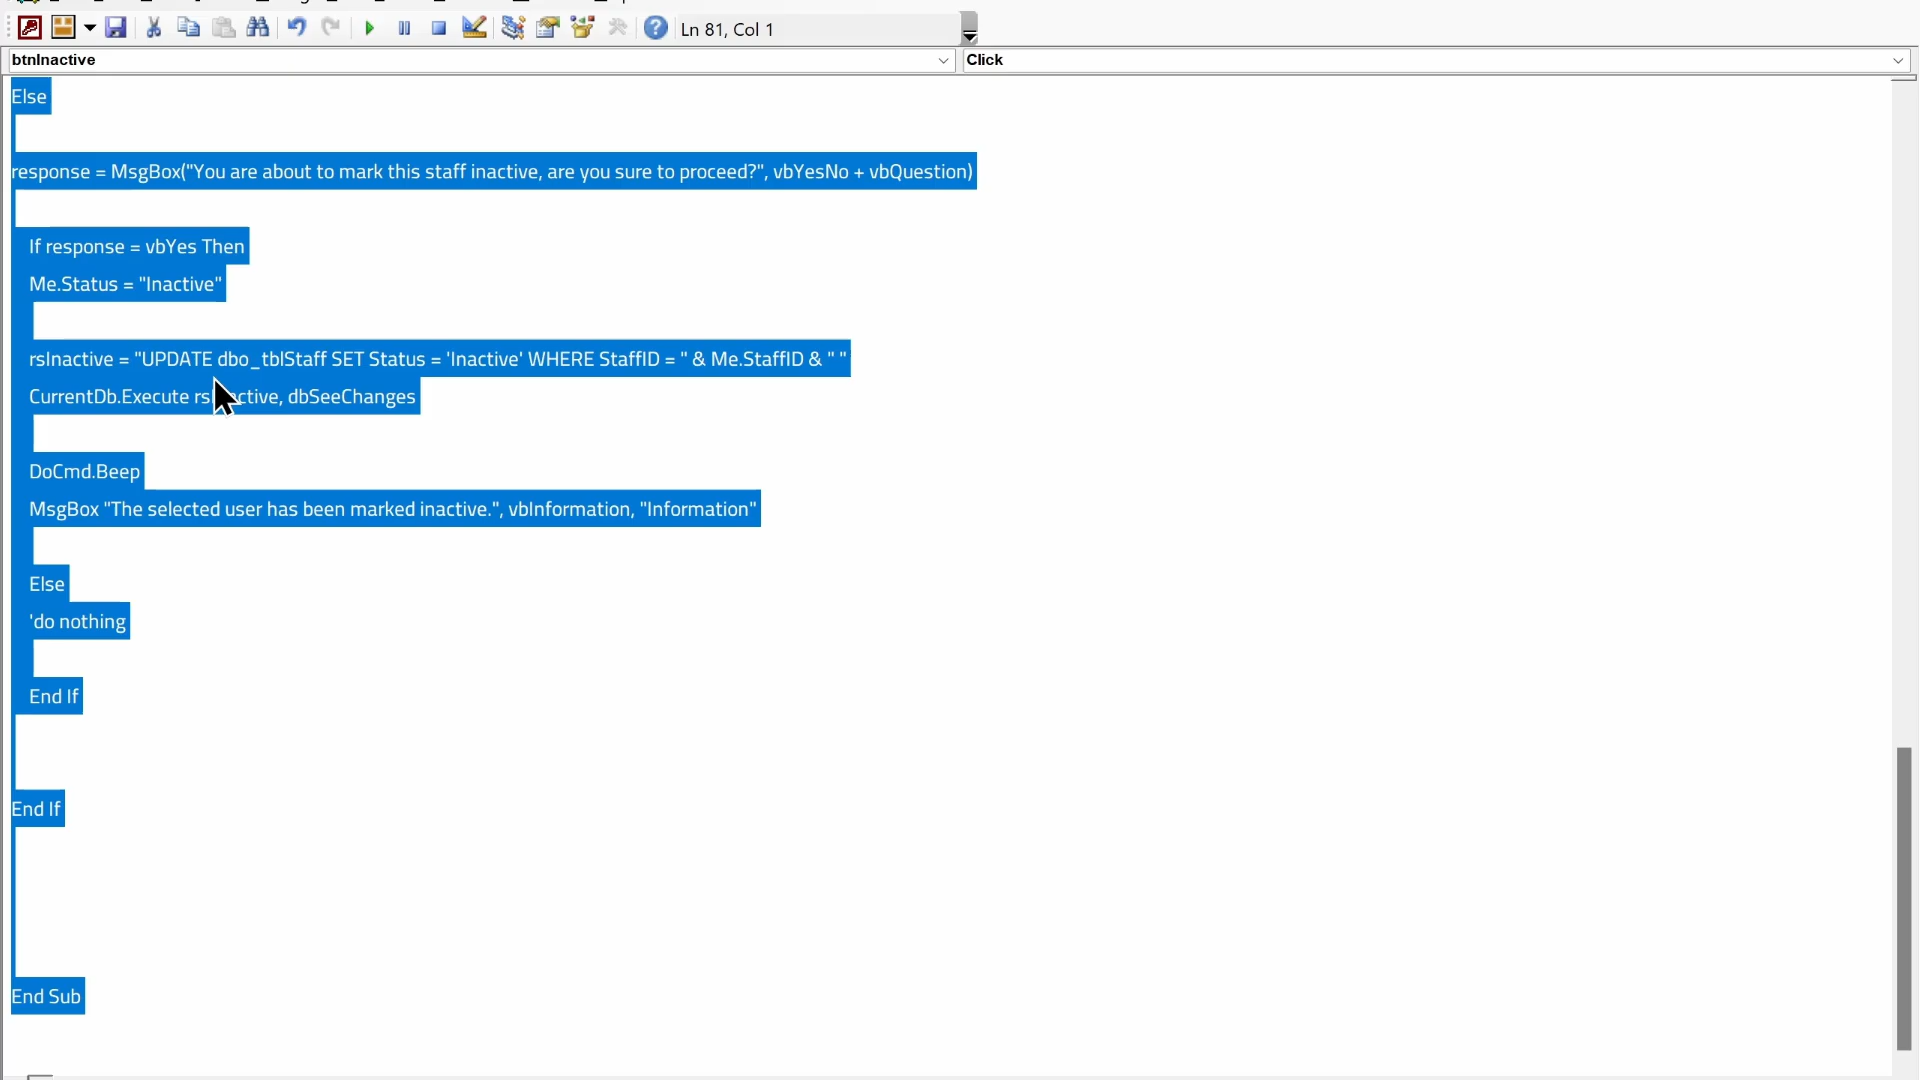 Ln 81, Col 1
btnInactive
Click
Else
response = MsgBox("You are about to mark this staff inactive, are you sure to proceed?", vbYesNo + vbQuestion)
If response = vbYes Then
Me.Status = "Inactive"
rsInactive = "UPDATE dbo_tblStaff SET Status = 'Inactive' WHERE StaffID = " & Me.StaffID & " "
CurrentDb.Execute rsInactive, dbSeeChanges
DoCmd.Beep
MsgBox "The selected user has been marked inactive.", vbInformation, "Information"
Else
'do nothing
End If
End If
End Sub